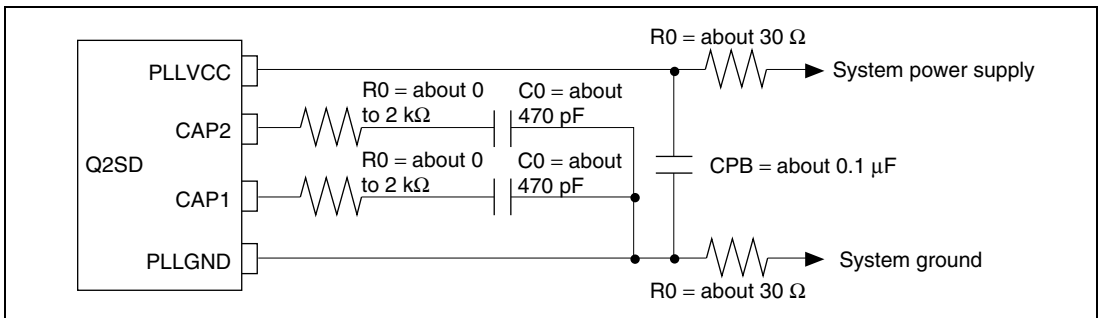 R0 = about 30 Ω
PLLVCC
System power supply
R0 = about 0
to 2 kΩ
C0 = about
470 pF
CAP2
Q2SD
CPB = about 0.1 μF
R0 = about 0
to 2 kΩ
C0 = about
470 pF
CAP1
PLLGND
System ground
R0 = about 30 Ω